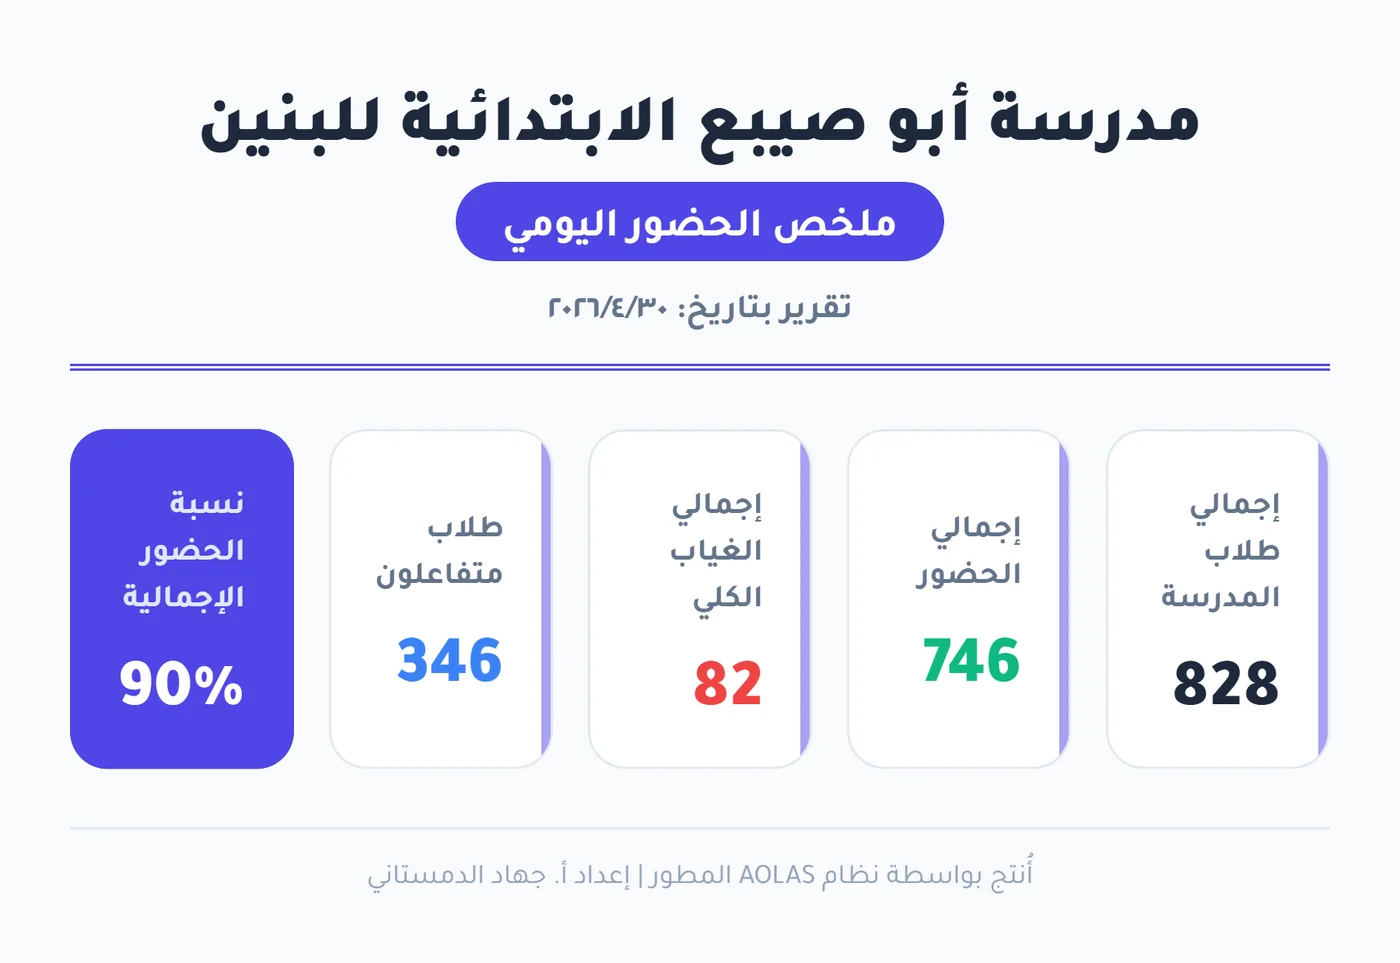 مدرسة أبو صيبع الابتدائية للبنين
ملخص الحضور اليومي
تقرير بتاريخ: ٢٠٢٦/٤/٣٠
إجمالي
طلاب
المدرسة
828
إجمالي
الحضور
746
إجمالي
الغياب
الكلي
82
طلاب
متفاعلون
346
نسبة
الحضور
الإجمالية
90%
أُنتج بواسطة نظام AOLAS المطور | إعداد أ. جهاد الدمستاني